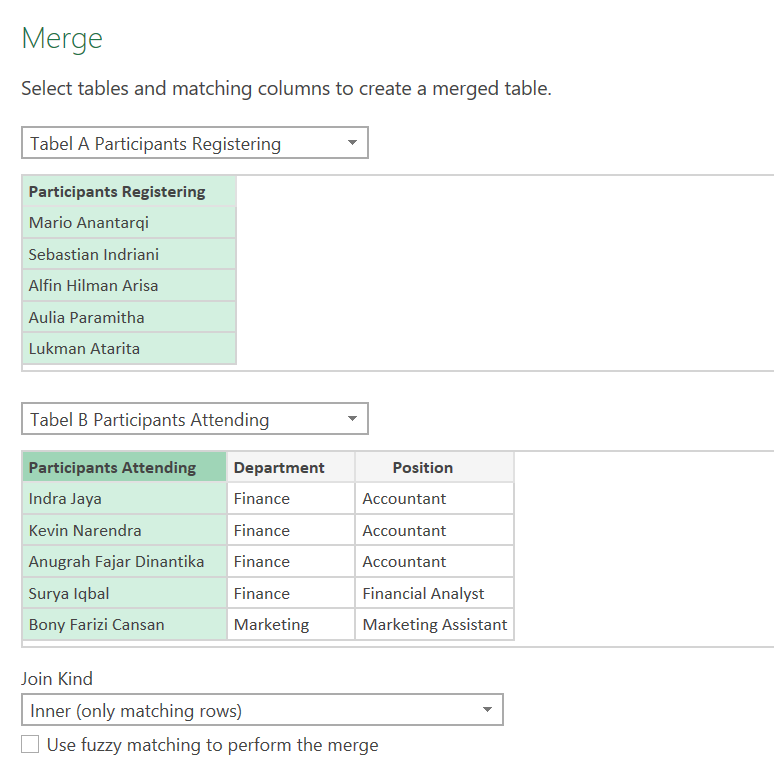 Merge
Select tables and matching columns to create a merged table.
Tabel A Participants Registering
Participants Registering
Mario Anantarqi
Sebastian Indriani
Alfin Hilman Arisa
Aulia Paramitha
Lukman Atarita
Tabel B Participants Attending
Participants Attending Department Position
Indra Jaya Finance Accountant
Kevin Narendra Finance Accountant
Anugrah Fajar Dinantika Finance Accountant
Surya Iqbal Finance Financial Analyst
Bony Farizi Cansan Marketing Marketing Assistant
Join Kind
Inner (only matching rows)
Use fuzzy matching to perform the merge